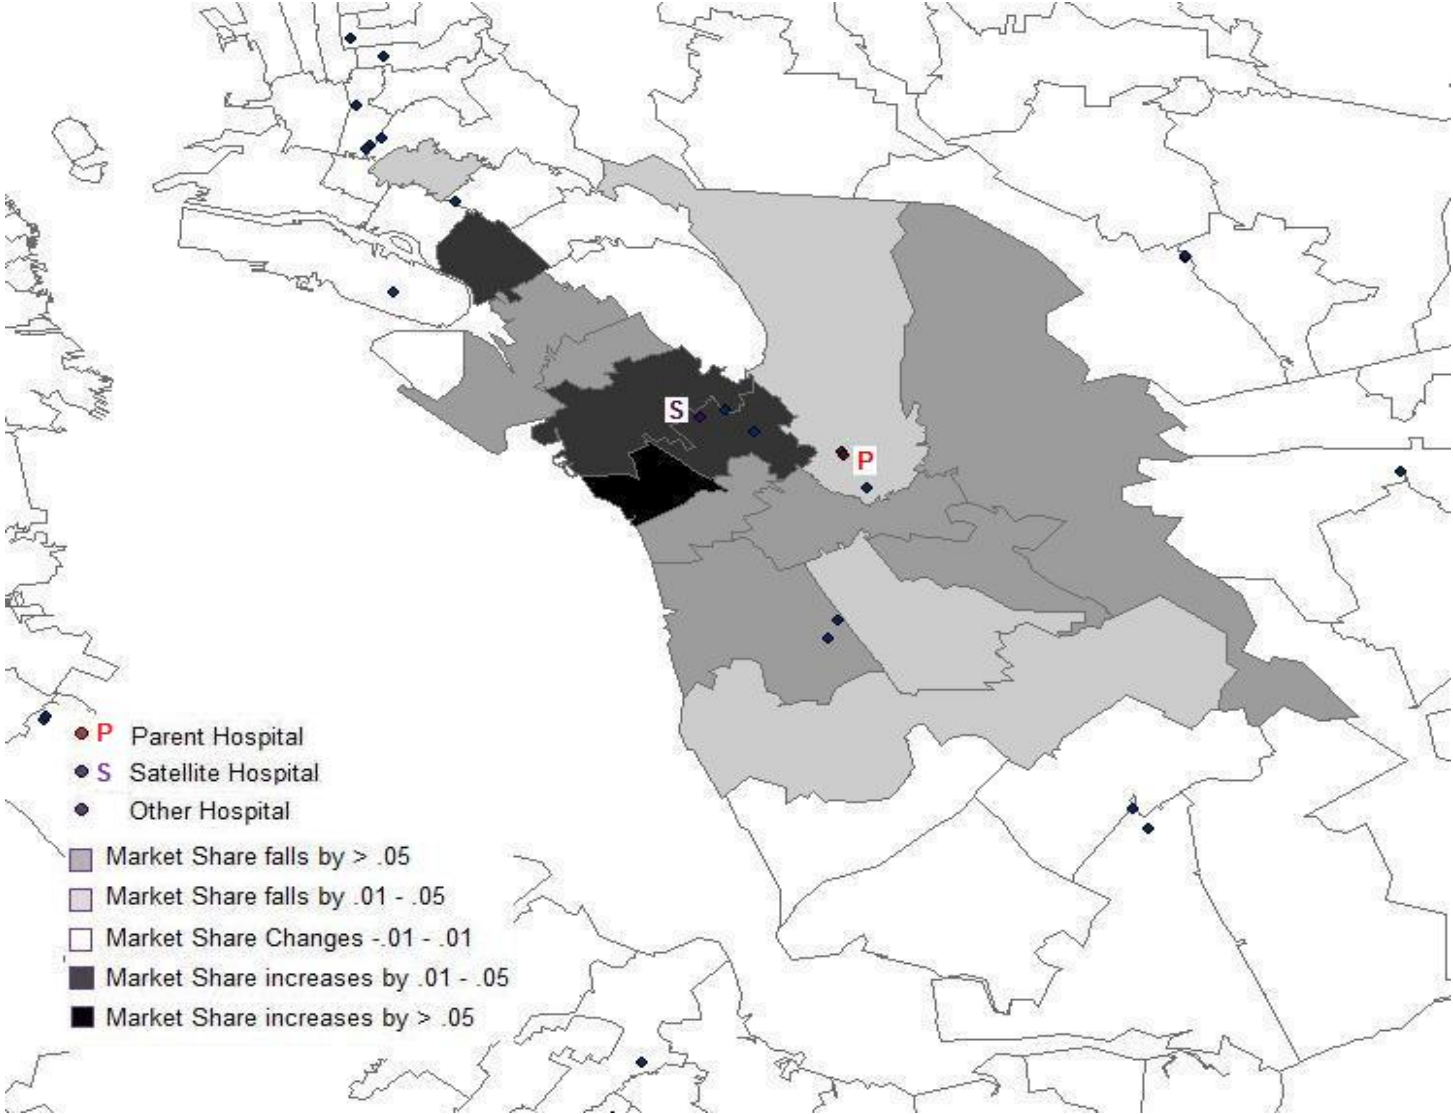 S
P
P Parent Hospital
S Satellite Hospital
Other Hospital
Market Share falls by > .05
Market Share falls by .01 - .05
Market Share Changes -.01 - .01
Market Share increases by .01 - .05
Market Share increases by > .05